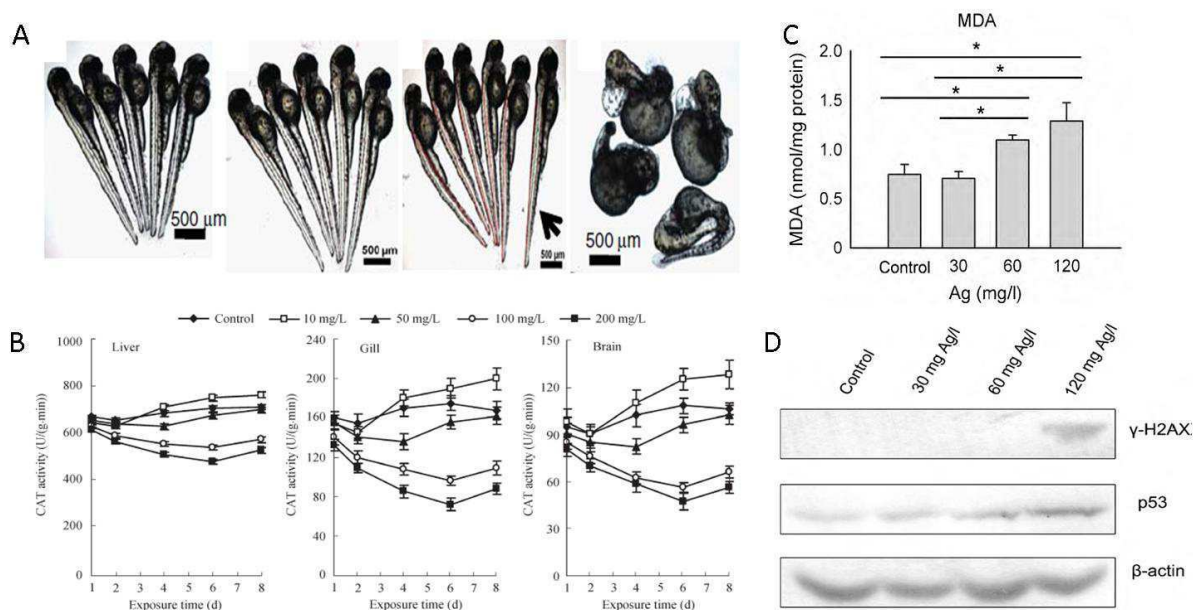 A
500 µm
500 µm
500 µm
500 µm
C
MDA
MDA (nmol/mg protein)
2.0
1.5
1.0
0.5
0
*
*
*
*
Control 30 60 120
Ag (mg/l)
B
Control 10 mg/L 50 mg/L 100 mg/L 200 mg/L
Liver
CAT activity (U/(g·min))
1000
800
600
400
200
0
1 2 3 4 5 6 7 8
Exposure time (d)
Gill
CAT activity (U/(g·min))
240
200
160
120
80
40
0
1 2 3 4 5 6 7 8
Exposure time (d)
Brain
CAT activity (U/(g·min))
150
120
90
60
30
0
1 2 3 4 5 6 7 8
Exposure time (d)
D
Control 30 mg Ag/l 60 mg Ag/l 120 mg Ag/l
γ-H2AX
p53
β-actin